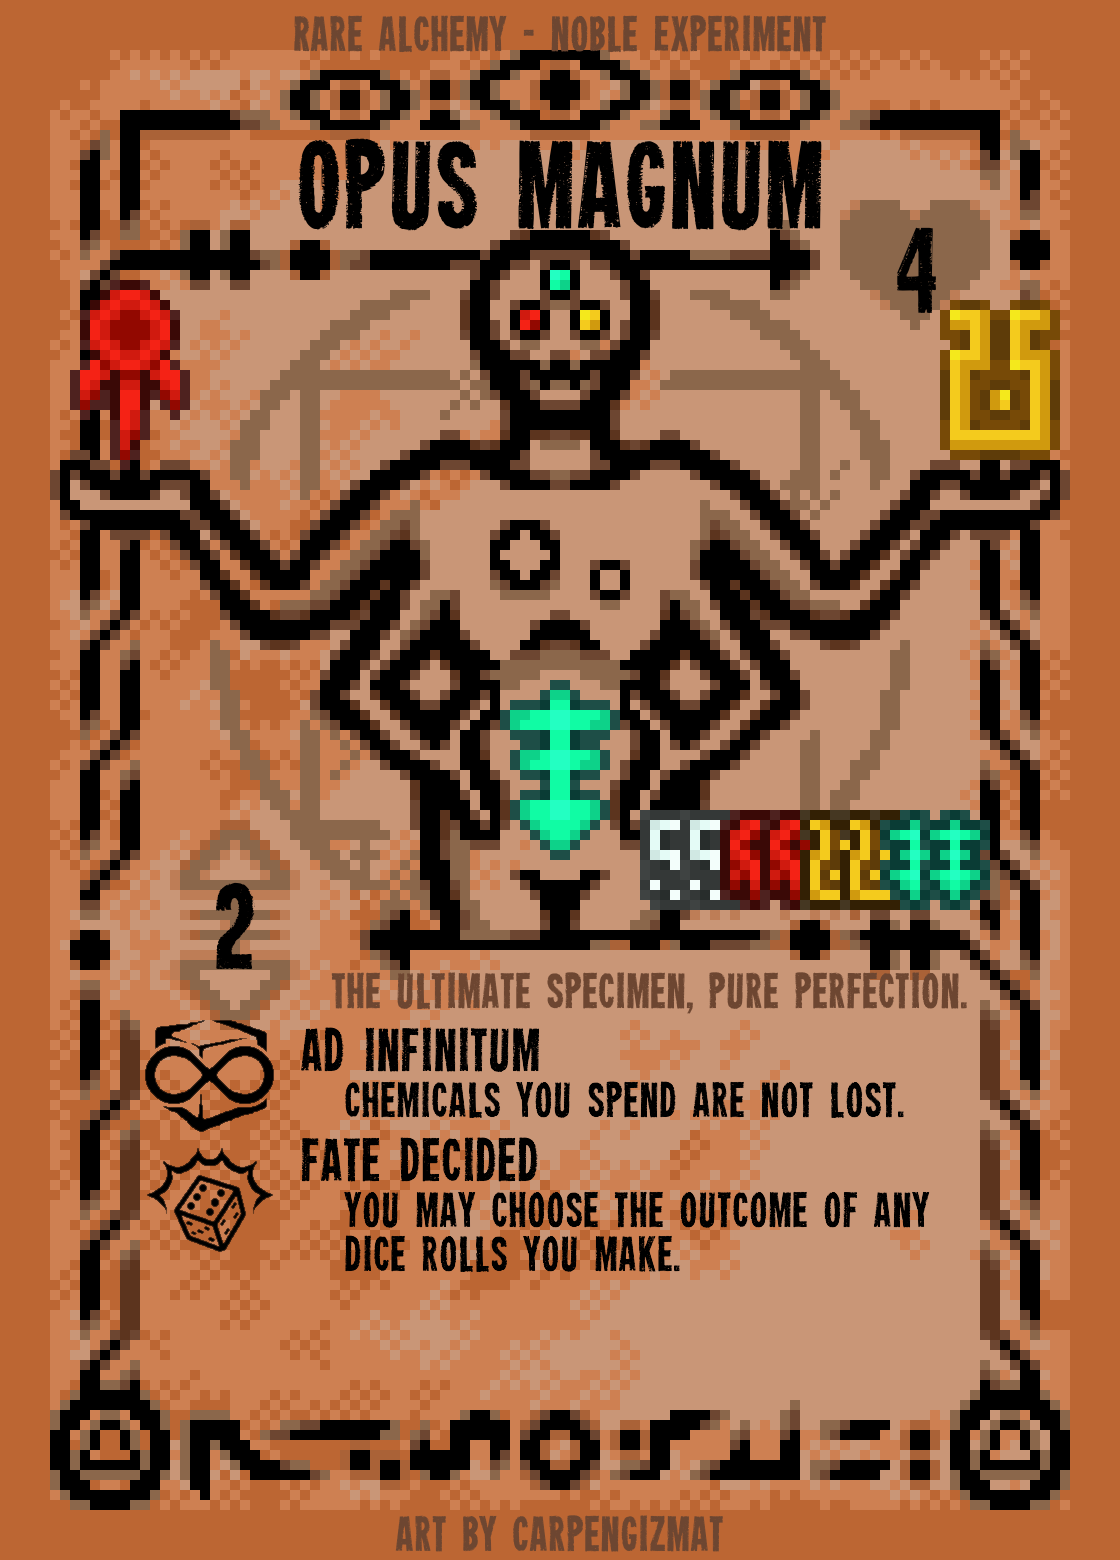 RARE ALCHEMY - NOBLE EXPERIMENT
OPUS MAGNUM
4
2
THE ULTIMATE SPECIMEN, PURE PERFECTION.
AD INFINITUM
CHEMICALS YOU SPEND ARE NOT LOST.
FATE DECIDED
YOU MAY CHOOSE THE OUTCOME OF ANY
DICE ROLLS YOU MAKE.
ART BY CARPENGIZMAT